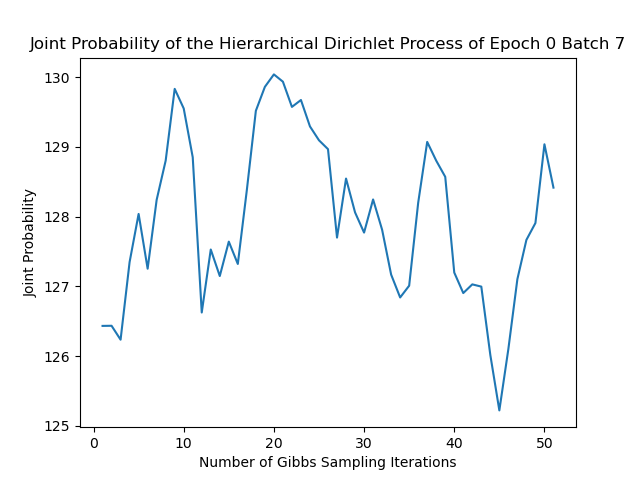 Joint Probability of the Hierarchical Dirichlet Process of Epoch 0 Batch 7
130
129
128
127
126
125
Joint Probability
0 10 20 30 40 50
Number of Gibbs Sampling Iterations